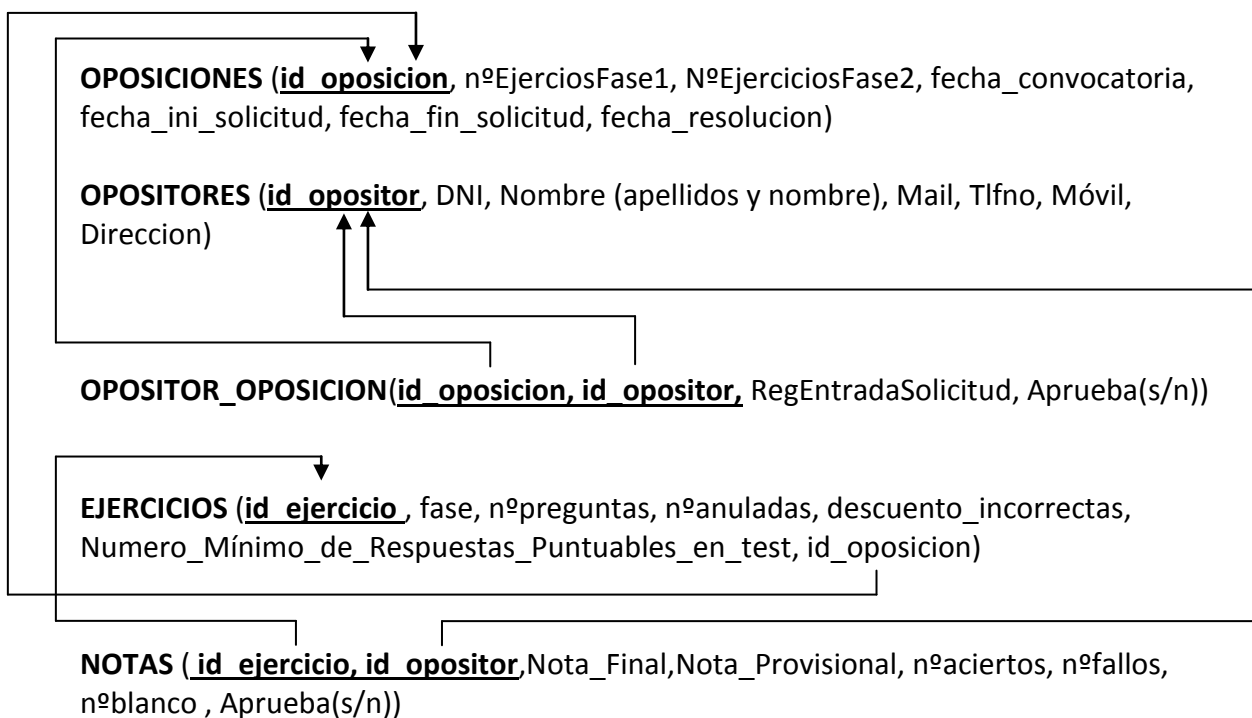 OPOSICIONES (id_oposicion, nºEjerciosFase1, NºEjerciciosFase2, fecha_convocatoria,
fecha_ini_solicitud, fecha_fin_solicitud, fecha_resolucion)
OPOSITORES (id_opositor, DNI, Nombre (apellidos y nombre), Mail, Tlfno, Móvil,
Direccion)
OPOSITOR_OPOSICION(id_oposicion, id_opositor, RegEntradaSolicitud, Aprueba(s/n))
EJERCICIOS (id_ejercicio , fase, nºpreguntas, nºanuladas, descuento_incorrectas,
Numero_Mínimo_de_Respuestas_Puntuables_en_test, id_oposicion)
NOTAS ( id_ejercicio, id_opositor,Nota_Final,Nota_Provisional, nºaciertos, nºfallos,
nºblanco , Aprueba(s/n))